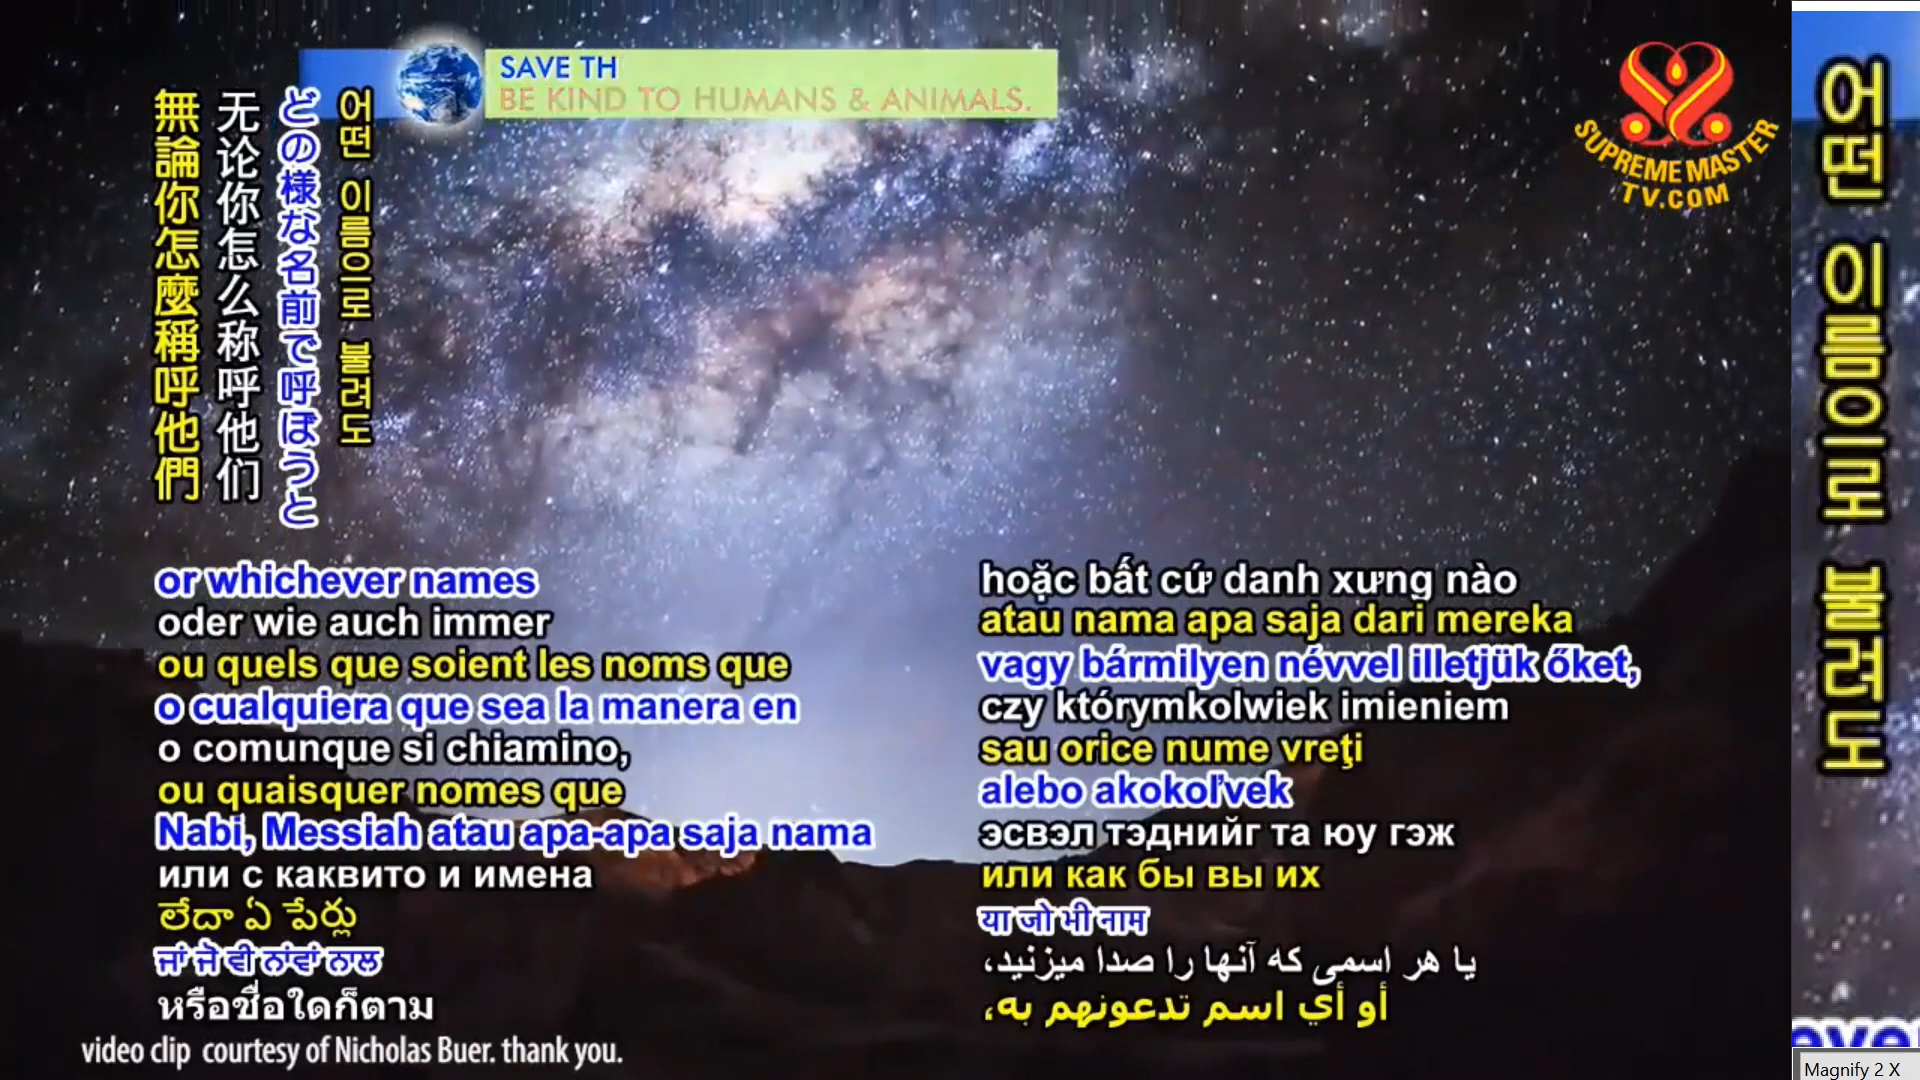 SAVE TH
BE KIND TO HUMANS & ANIMALS.
SUPREME MASTER
TV.COM
無論你怎麼稱呼他們
无论你怎么称呼他们
どの様な名前で呼ぼうと
어떤 이름으로 불려도
or whichever names
oder wie auch immer
ou quels que soient les noms que
o cualquiera que sea la manera en
o comunque si chiamino,
ou quaisquer nomes que
Nabi, Messiah atau apa-apa saja nama
или с каквито и имена
లేదా ఏ పేర్లు
ਜਾਂ ਜੋ ਵੀ ਨਾਂਵਾਂ ਨਾਲ
หรือชื่อใดก็ตาม
hoặc bất cứ danh xưng nào
atau nama apa saja dari mereka
vagy bármilyen névvel illetjük őket,
czy którymkolwiek imieniem
sau orice nume vreţi
alebo akokoľvek
эсвэл тэднийг та юу гэж
или как бы вы их
या जो भी नाम
یا هر اسمی که آنها را صدا میزنید،
أو أي اسم تدعونهم به،
video clip courtesy of Nicholas Buer. thank you.
어떤 이름으로 불려도
Magnify 2 X